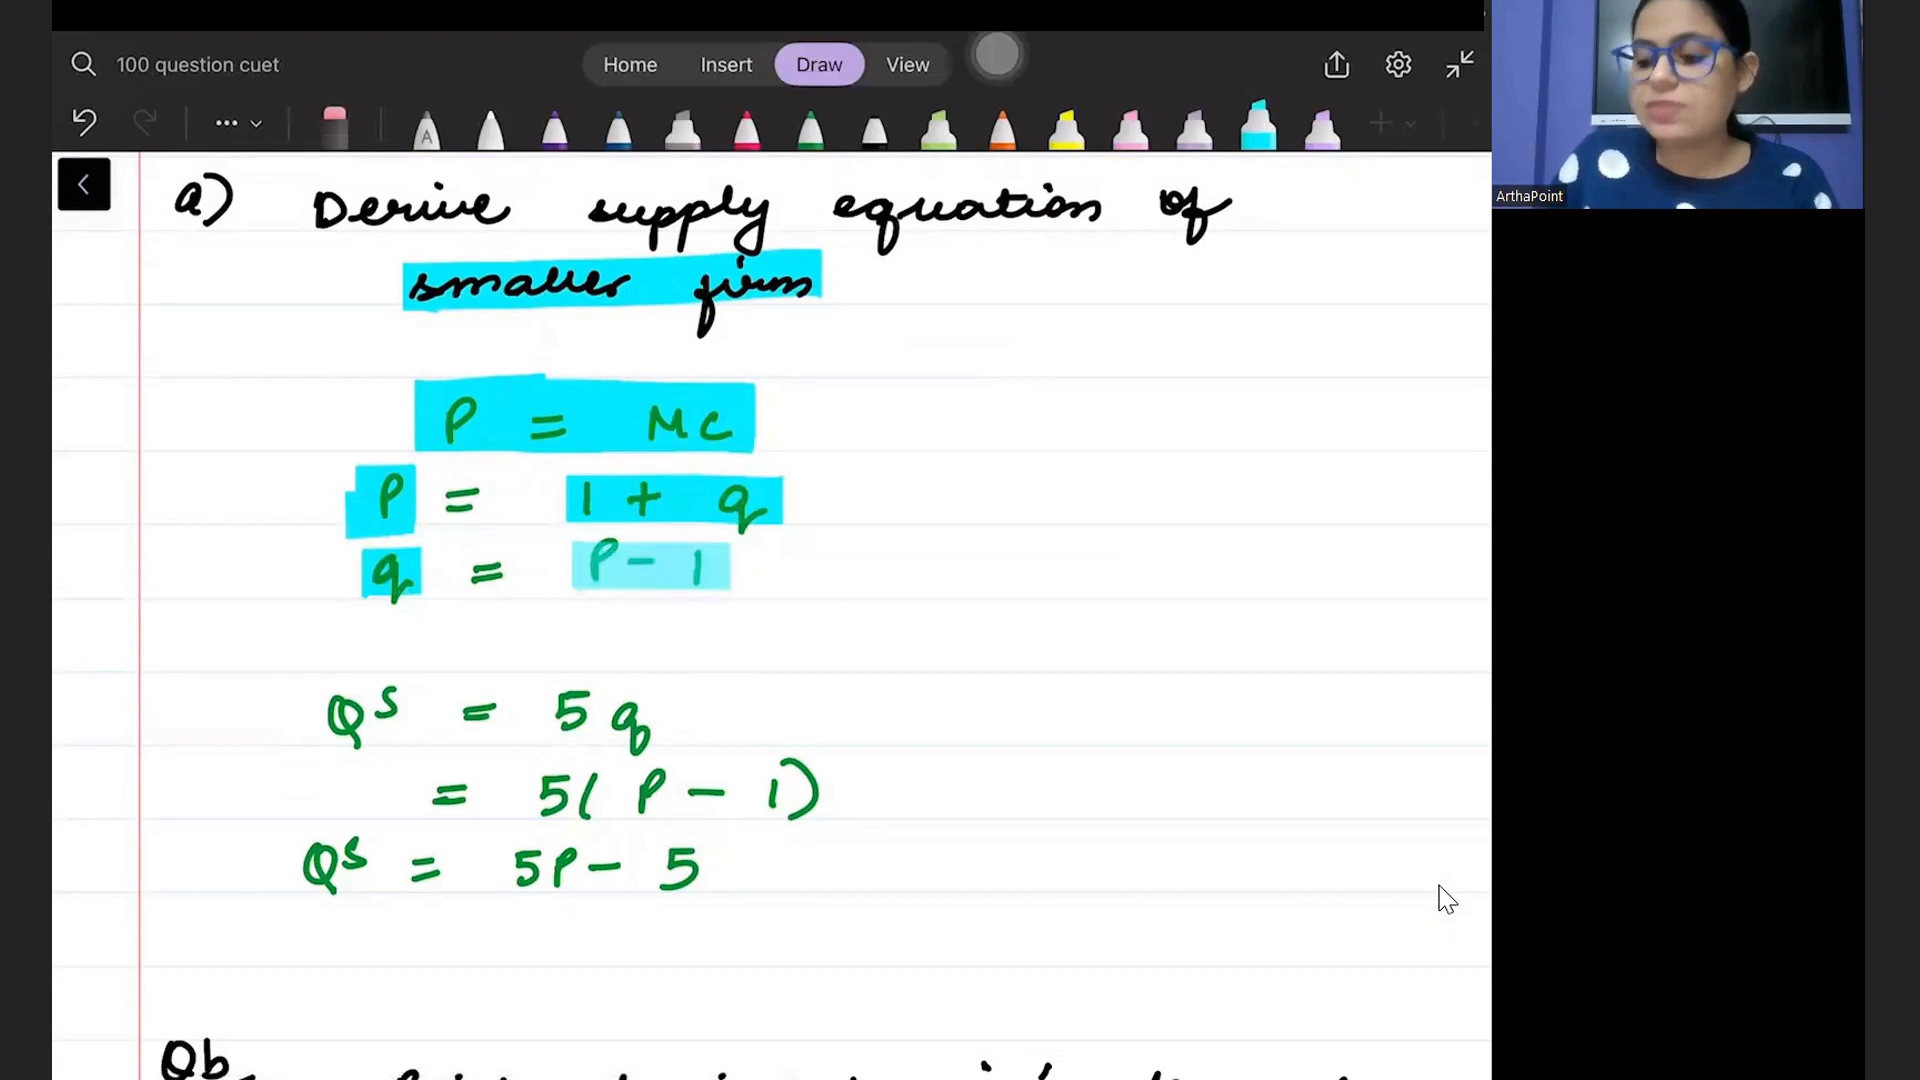 100 question cuet
Home Insert Draw View
A
ArthaPoint
a) Derive supply equation of
smaller firm
P = MC
P = 1 + q
q = P - 1
Q^S = 5q
= 5(P - 1)
Q^S = 5P - 5
Qb